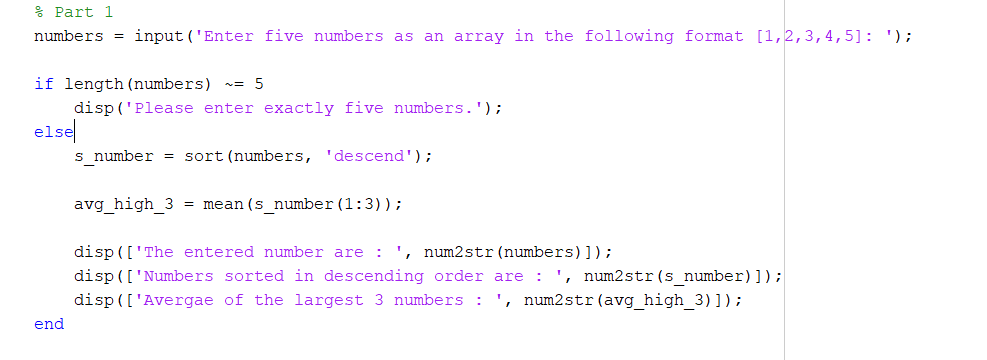 % Part 1
numbers = input('Enter five numbers as an array in the following format [1,2,3,4,5]: ');
if length(numbers) ~= 5
disp('Please enter exactly five numbers.');
else
s_number = sort(numbers, 'descend');
avg_high_3 = mean(s_number(1:3));
disp(['The entered number are : ', num2str(numbers)]);
disp(['Numbers sorted in descending order are : ', num2str(s_number)]);
disp(['Avergae of the largest 3 numbers : ', num2str(avg_high_3)]);
end